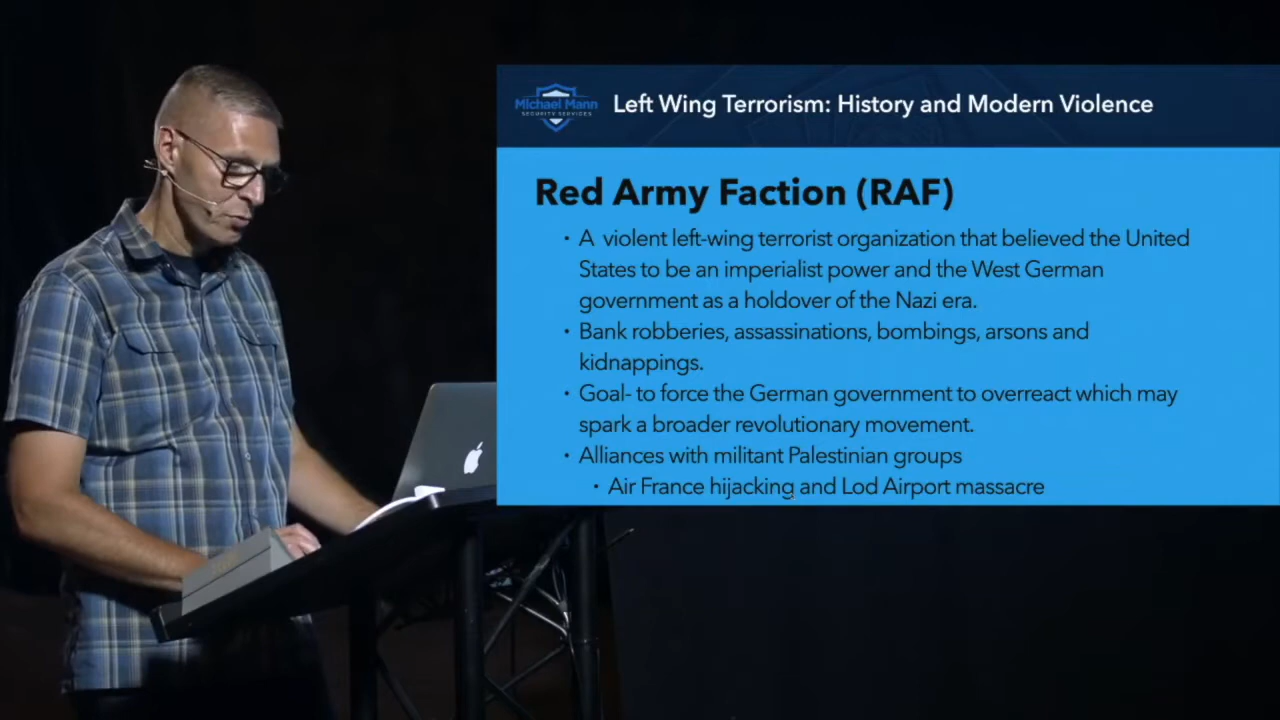 Michael Mann
SECURITY SERVICES
Left Wing Terrorism: History and Modern Violence
Red Army Faction (RAF)
• A violent left-wing terrorist organization that believed the United
States to be an imperialist power and the West German
government as a holdover of the Nazi era.
• Bank robberies, assassinations, bombings, arsons and
kidnappings.
• Goal- to force the German government to overreact which may
spark a broader revolutionary movement.
• Alliances with militant Palestinian groups
• Air France hijacking and Lod Airport massacre